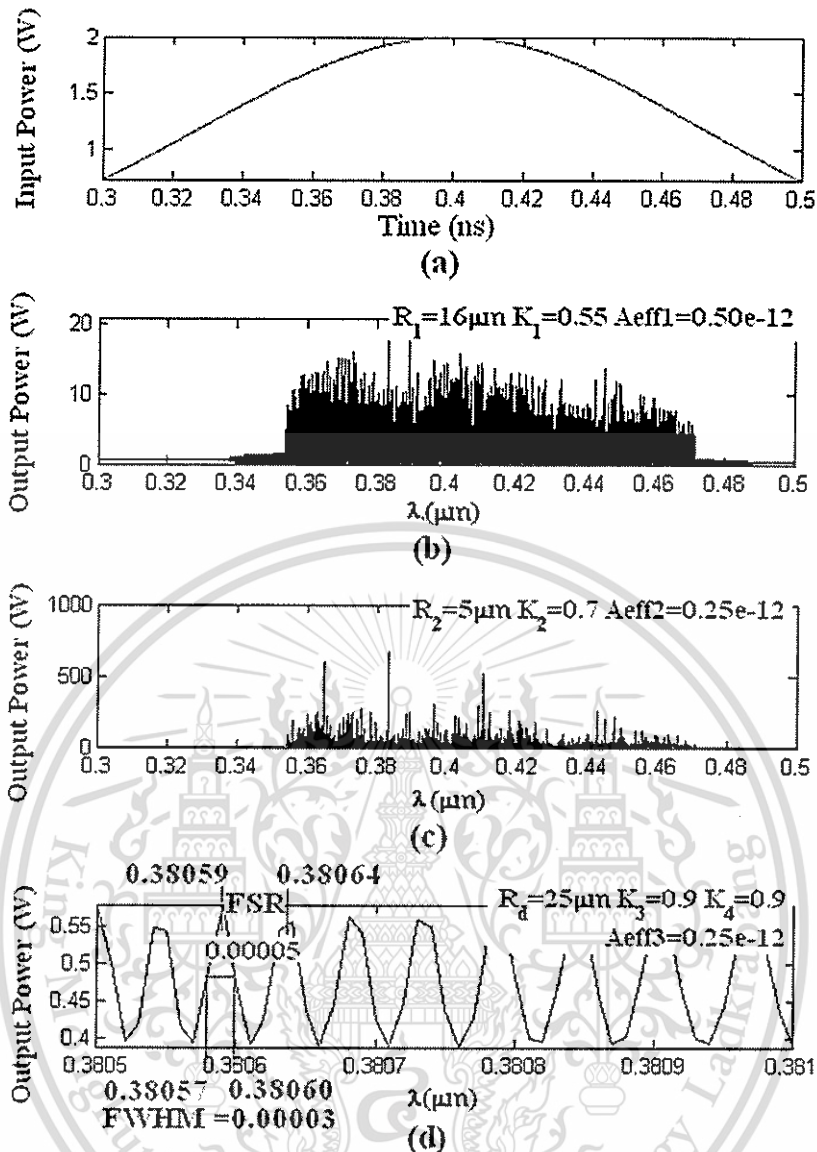 Input Power (W)
2
1.5
1
0.3 0.32 0.34 0.36 0.38 0.4 0.42 0.44 0.46 0.48 0.5
Time (ns)
(a)
Output Power (W)
20
10
0
R1=16μm K1=0.55 Aeff1=0.50e-12
0.3 0.32 0.34 0.36 0.38 0.4 0.42 0.44 0.46 0.48 0.5
λ(μm)
(b)
Output Power (W)
1000
500
0
R2=5μm K2=0.7 Aeff2=0.25e-12
0.3 0.32 0.34 0.36 0.38 0.4 0.42 0.44 0.46 0.48 0.5
λ(μm)
(c)
0.38059 0.38064
Output Power (W)
0.55
0.5
0.45
0.4
FSR
0.00005
Rd=25μm K3=0.9 K4=0.9
Aeff3=0.25e-12
0.3805 0.3806 0.3807 0.3808 0.3809 0.381
0.38057 0.38060
λ(μm)
FWHM =0.00003
(d)